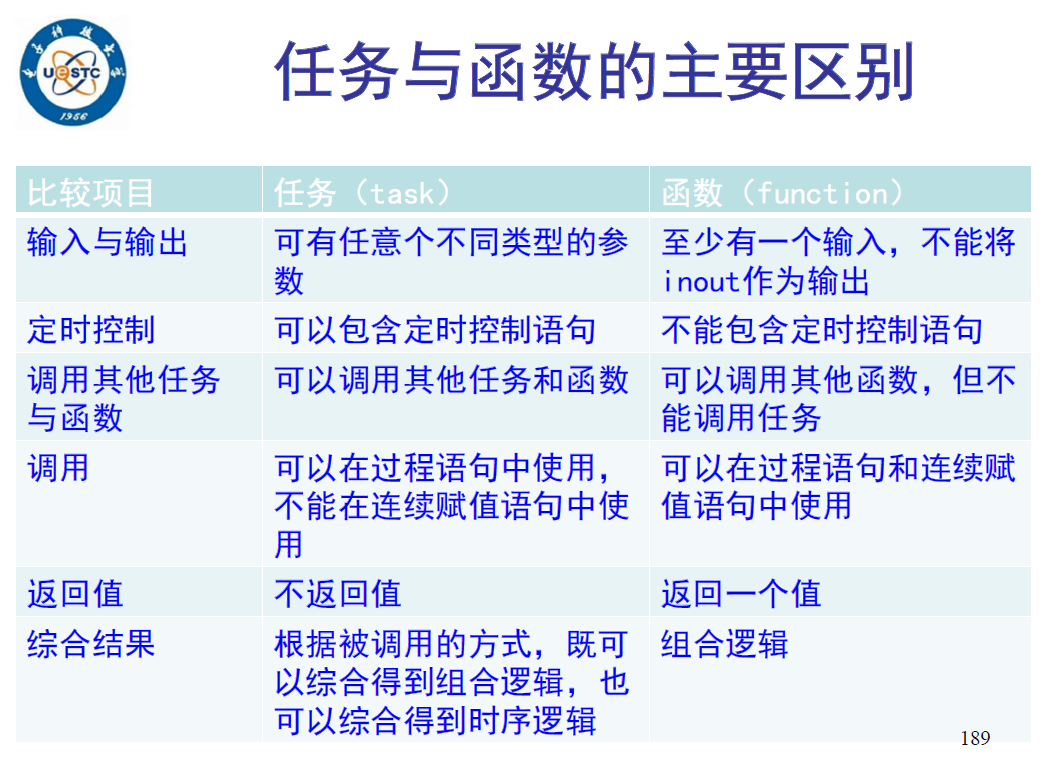 电子科技大学
UeSTC
1956
任务与函数的主要区别
比较项目
任务（task）
函数（function）
输入与输出
可有任意个不同类型的参
数
至少有一个输入，不能将
inout作为输出
定时控制
可以包含定时控制语句
不能包含定时控制语句
调用其他任务
与函数
可以调用其他任务和函数
可以调用其他函数，但不
能调用任务
调用
可以在过程语句中使用，
不能在连续赋值语句中使
用
可以在过程语句和连续赋
值语句中使用
返回值
不返回值
返回一个值
综合结果
根据被调用的方式，既可
以综合得到组合逻辑，也
可以综合得到时序逻辑
组合逻辑
189